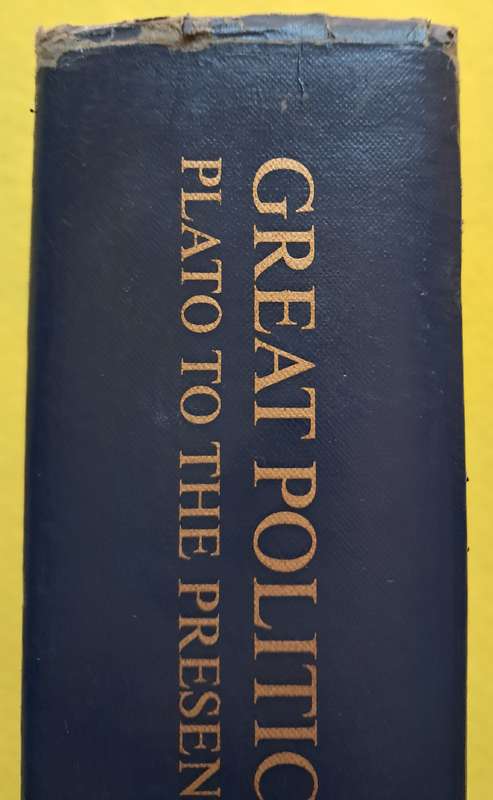 GREAT POLITIC
PLATO TO THE PRESEN